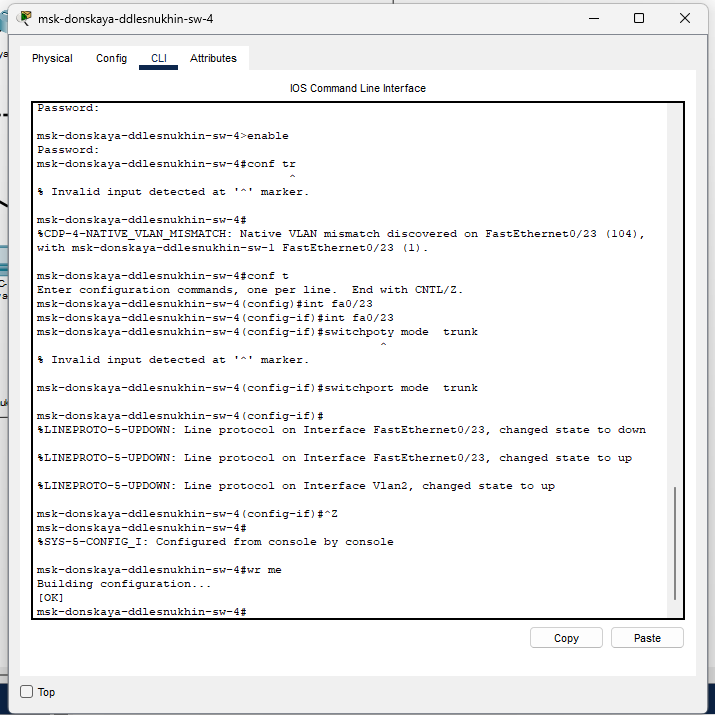 msk-donskaya-ddlesnukhin-sw-4
Physical Config CLI Attributes
IOS Command Line Interface
Password:
msk-donskaya-ddlesnukhin-sw-4>enable
Password:
msk-donskaya-ddlesnukhin-sw-4#conf tr
^
% Invalid input detected at '^' marker.
msk-donskaya-ddlesnukhin-sw-4#
%CDP-4-NATIVE_VLAN_MISMATCH: Native VLAN mismatch discovered on FastEthernet0/23 (104),
with msk-donskaya-ddlesnukhin-sw-1 FastEthernet0/23 (1).
msk-donskaya-ddlesnukhin-sw-4#conf t
Enter configuration commands, one per line.  End with CNTL/Z.
msk-donskaya-ddlesnukhin-sw-4(config)#int fa0/23
msk-donskaya-ddlesnukhin-sw-4(config-if)#int fa0/23
msk-donskaya-ddlesnukhin-sw-4(config-if)#switchpoty mode  trunk
^
% Invalid input detected at '^' marker.
msk-donskaya-ddlesnukhin-sw-4(config-if)#switchport mode  trunk
msk-donskaya-ddlesnukhin-sw-4(config-if)#
%LINEPROTO-5-UPDOWN: Line protocol on Interface FastEthernet0/23, changed state to down
%LINEPROTO-5-UPDOWN: Line protocol on Interface FastEthernet0/23, changed state to up
%LINEPROTO-5-UPDOWN: Line protocol on Interface Vlan2, changed state to up
msk-donskaya-ddlesnukhin-sw-4(config-if)#^Z
msk-donskaya-ddlesnukhin-sw-4#
%SYS-5-CONFIG_I: Configured from console by console
msk-donskaya-ddlesnukhin-sw-4#wr me
Building configuration...
[OK]
msk-donskaya-ddlesnukhin-sw-4#
Copy Paste
Top